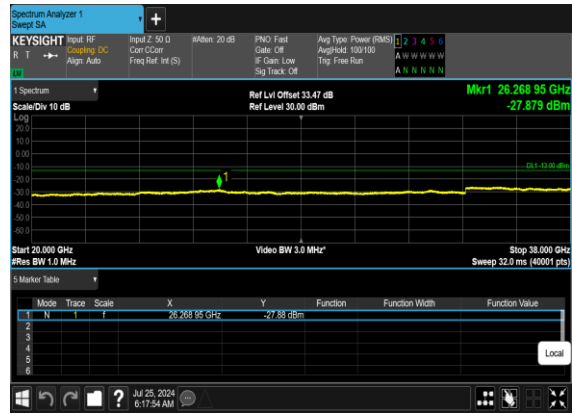 Spectrum Analyzer 1
Swept SA
+
KEYSIGHT Input: RF Input Z: 50 Ω #Atten: 20 dB PNO: Fast Avg Type: Power (RMS) 1 2 3 4 5 6
R T Coupling: DC Corr CCorr Gate: Off Avg|Hold: 100/100 A W W W W W
Align: Auto Freq Ref: Int (S) IF Gain: Low Trig: Free Run A N N N N N
Sig Track: Off
1 Spectrum Ref Lvl Offset 33.47 dB Mkr1 26.268 95 GHz
Scale/Div 10 dB Ref Level 30.00 dBm -27.879 dBm
Log
20.0
10.0
0.00
-10.0
DL1 -13.00 dBm
-20.0
1
-30.0
-40.0
-50.0
-60.0
Start 20.000 GHz Video BW 3.0 MHz* Stop 38.000 GHz
#Res BW 1.0 MHz Sweep 32.0 ms (40001 pts)
5 Marker Table
Mode Trace Scale X Y Function Function Width Function Value
1 N 1 f 26.268 95 GHz -27.88 dBm
2
3
4
5
6
Local
? Jul 25, 2024
6:17:54 AM